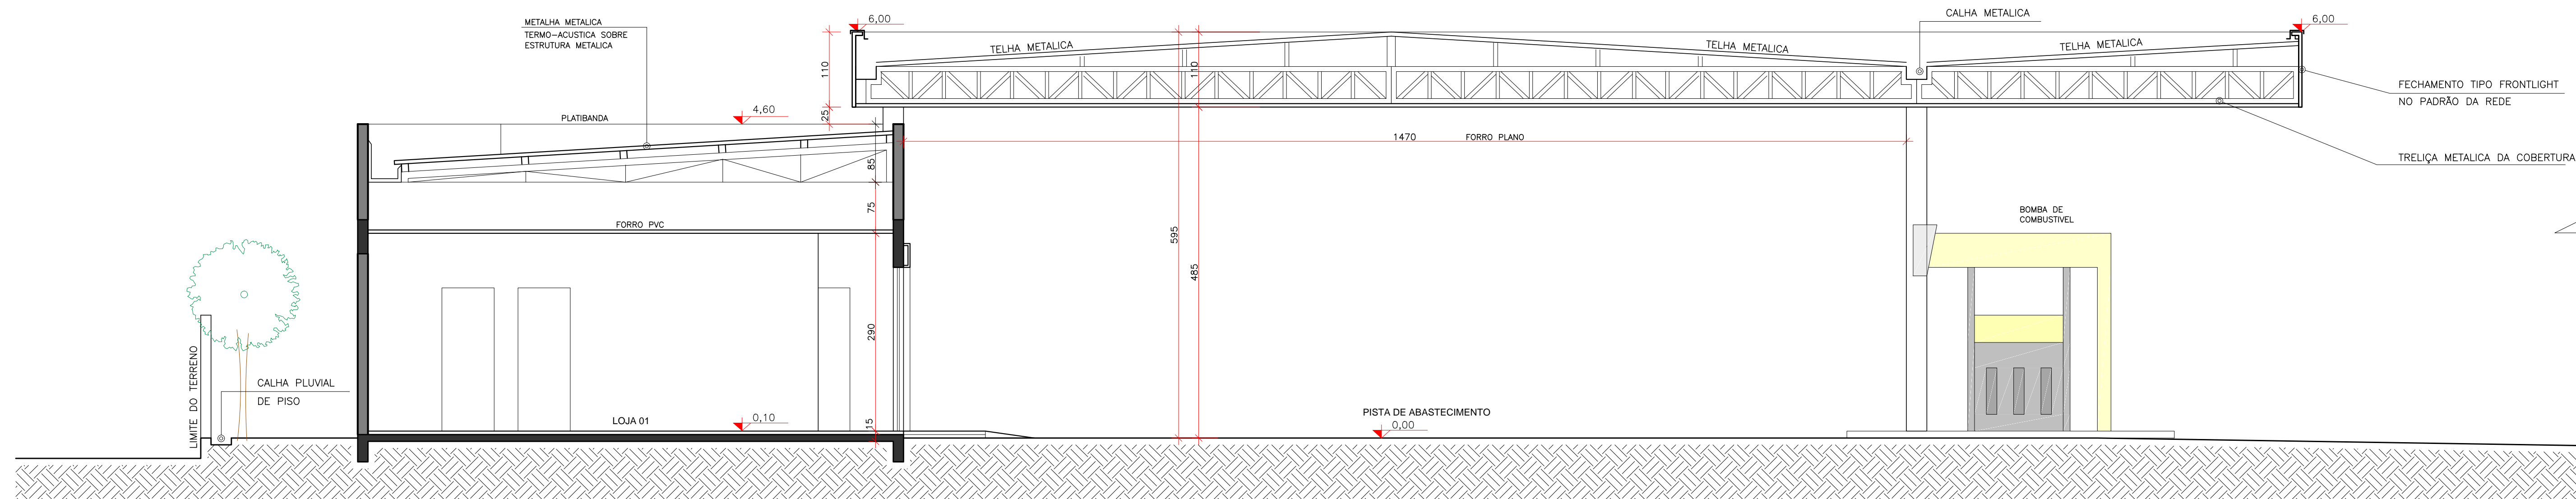 METALHA METALICA
TERMO-ACUSTICA SOBRE
ESTRUTURA METALICA
6,00
CALHA METALICA
6,00
TELHA METALICA
TELHA METALICA
TELHA METALICA
110
110
FECHAMENTO TIPO FRONTLIGHT
NO PADRÃO DA REDE
4,60
25
PLATIBANDA
1470
FORRO PLANO
TRELIÇA METALICA DA COBERTURA
85
75
BOMBA DE
COMBUSTIVEL
FORRO PVC
595
485
290
LIMITE DO TERRENO
CALHA PLUVIAL
DE PISO
LOJA 01
0,10
15
PISTA DE ABASTECIMENTO
0,00